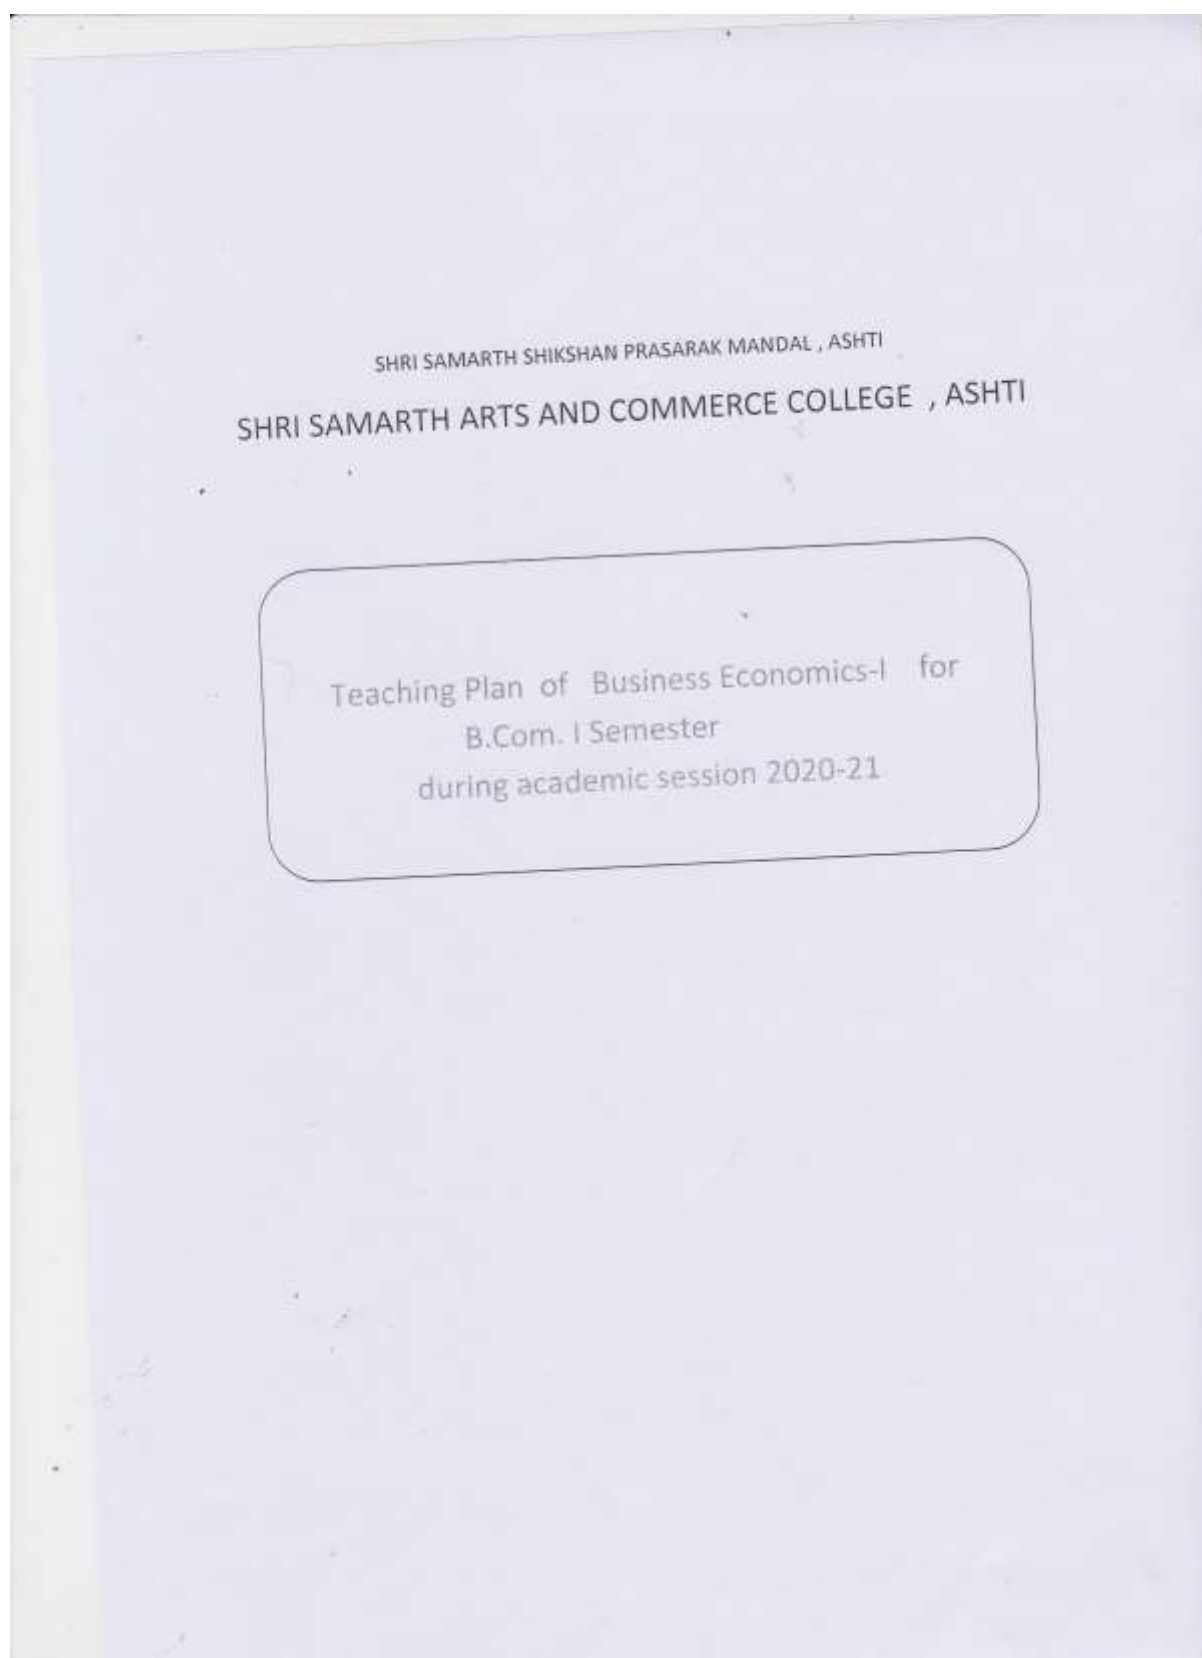 SHRI SAMARTH SHIKSHAN PRASARAK MANDAL , ASHTI
SHRI SAMARTH ARTS AND COMMERCE COLLEGE , ASHTI
Teaching Plan of Business Economics-I for
B.Com. I Semester
during academic session 2020-21